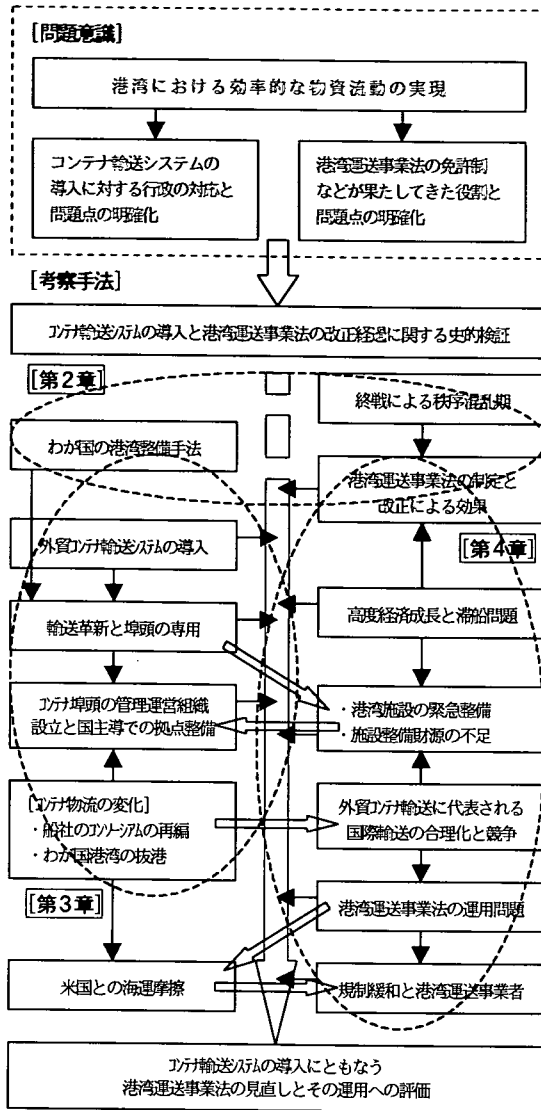 [問題意識]
港湾における効率的な物資流動の実現
コンテナ輸送システムの
導入に対する行政の対応と
問題点の明確化
港湾運送事業法の免許制
などが果たしてきた役割と
問題点の明確化
[考察手法]
コンテナ輸送システムの導入と港湾運送事業法の改正経過に関する史的検証
[第2章]
終戦による秩序混乱期
わが国の港湾整備手法
港湾運送事業法の制定と
改正による効果
[第4章]
外貿コンテナ輸送システムの導入
高度経済成長と滞船問題
輸送革新と埠頭の専用
コンテナ埠頭の管理運営組織
設立と国主導での拠点整備
・港湾施設の緊急整備
・施設整備財源の不足
[コンテナ物流の変化]
・船社のコンソーシアムの再編
・わが国港湾の抜港
外貿コンテナ輸送に代表される
国際輸送の合理化と競争
[第3章]
港湾運送事業法の運用問題
米国との海運摩擦
規制緩和と港湾運送事業者
コンテナ輸送システムの導入にともなう
港湾運送事業法の見直しとその運用への評価